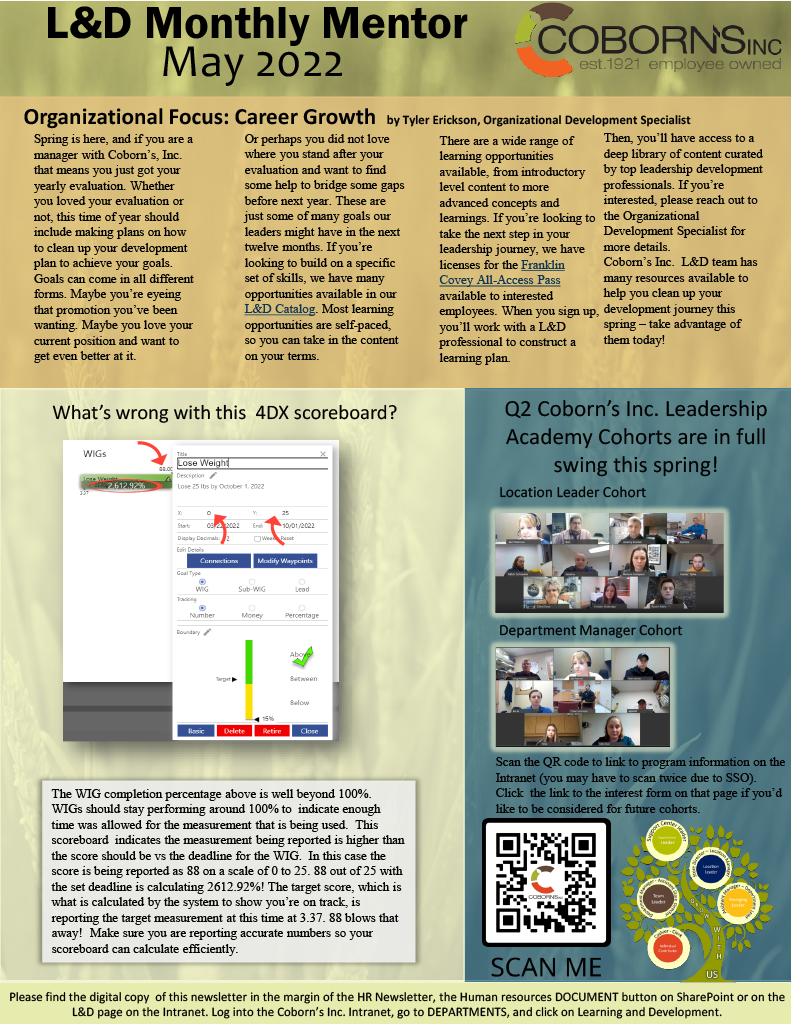 L&D Monthly Mentor
May 2022
COBORN'S INC
est.1921 employee owned
Organizational Focus: Career Growth by Tyler Erickson, Organizational Development Specialist
Spring is here, and if you are a
manager with Coborn's, Inc.
that means you just got your
yearly evaluation. Whether
you loved your evaluation or
not, this time of year should
include making plans on how
to clean up your development
plan to achieve your goals.
Goals can come in all different
forms. Maybe you're eyeing
that promotion you've been
wanting. Maybe you love your
current position and want to
get even better at it.
Or perhaps you did not love
where you stand after your
evaluation and want to find
some help to bridge some gaps
before next year. These are
just some of many goals our
leaders might have in the next
twelve months. If you're
looking to build on a specific
set of skills, we have many
opportunities available in our
L&D Catalog. Most learning
opportunities are self-paced,
so you can take in the content
on your terms.
There are a wide range of
learning opportunities
available, from introductory
level content to more
advanced concepts and
learnings. If you're looking to
take the next step in your
leadership journey, we have
licenses for the Franklin
Covey All-Access Pass
available to interested
employees. When you sign up,
you'll work with a L&D
professional to construct a
learning plan.
Then, you'll have access to a
deep library of content curated
by top leadership development
professionals. If you're
interested, please reach out to
the Organizational
Development Specialist for
more details.
Coborn's Inc. L&D team has
many resources available to
help you clean up your
development journey this
spring – take advantage of
them today!
What's wrong with this 4DX scoreboard?
WIGs
88.00
Lose Weight
2,612.92%
3.37
Title
Lose Weight
Description
Lose 25 lbs by October 1, 2022
X: 0 Y: 25
Start: 03/22/2022 End: 10/01/2022
Display Decimals: 2 Weekly Reset
Edit Details
Connections Modify Waypoints
Goal Type
WIG Sub-WIG Lead
Tracking
Number Money Percentage
Boundary
Above
Target
Between
Below
15%
Basic Delete Retire Close
The WIG completion percentage above is well beyond 100%.
WIGs should stay performing around 100% to indicate enough
time was allowed for the measurement that is being used. This
scoreboard indicates the measurement being reported is higher than
the score should be vs the deadline for the WIG. In this case the
score is being reported as 88 on a scale of 0 to 25. 88 out of 25 with
the set deadline is calculating 2612.92%! The target score, which is
what is calculated by the system to show you're on track, is
reporting the target measurement at this time at 3.37. 88 blows that
away! Make sure you are reporting accurate numbers so your
scoreboard can calculate efficiently.
Q2 Coborn's Inc. Leadership
Academy Cohorts are in full
swing this spring!
Location Leader Cohort
Department Manager Cohort
Scan the QR code to link to program information on the
Intranet (you may have to scan twice due to SSO).
Click the link to the interest form on that page if you'd
like to be considered for future cohorts.
COBORN'S INC
SCAN ME
Support Center Leader
Location
Leader
Team
Leader
Individual
Contributor
GROW
WITH
US
Please find the digital copy of this newsletter in the margin of the HR Newsletter, the Human resources DOCUMENT button on SharePoint or on the
L&D page on the Intranet. Log into the Coborn's Inc. Intranet, go to DEPARTMENTS, and click on Learning and Development.